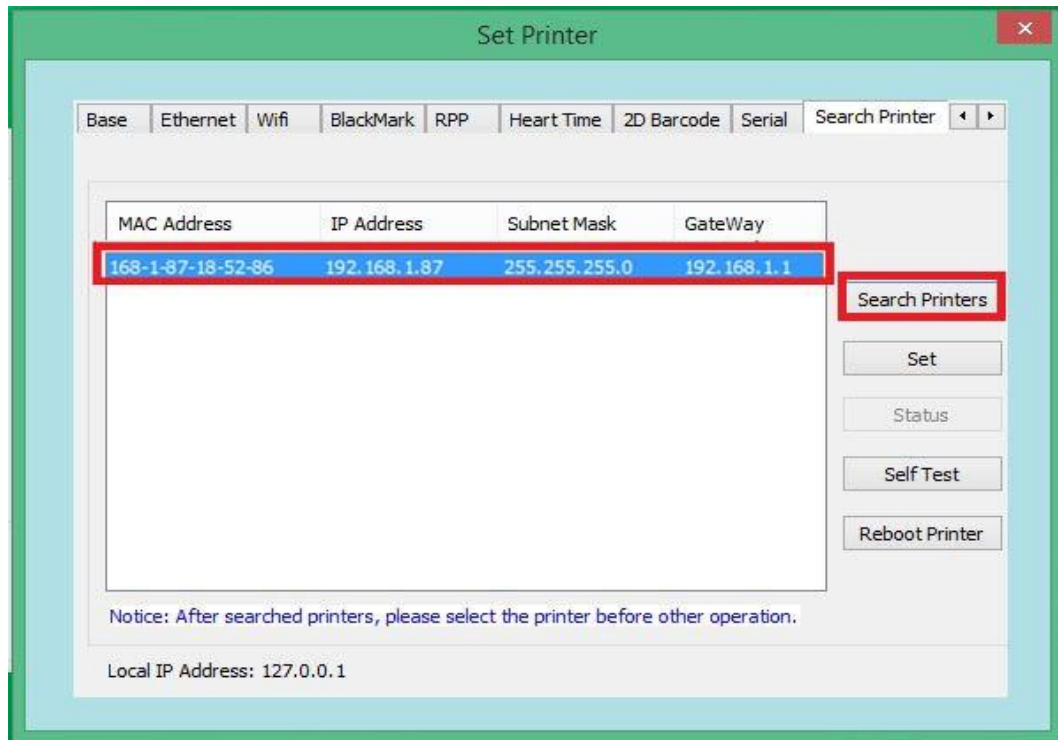 Set Printer
Base Ethernet Wifi BlackMark RPP Heart Time 2D Barcode Serial Search Printer
MAC Address IP Address Subnet Mask GateWay
168-1-87-18-52-86 192.168.1.87 255.255.255.0 192.168.1.1
Search Printers
Set
Status
Self Test
Reboot Printer
Notice: After searched printers, please select the printer before other operation.
Local IP Address: 127.0.0.1